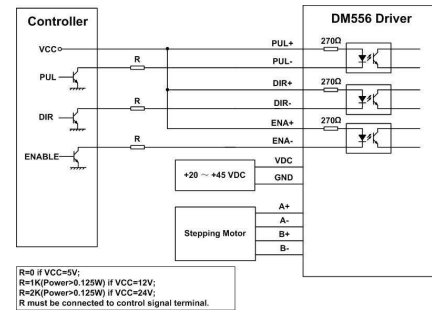 Controller
DM556 Driver
VCC
PUL+
270Ω
R
PUL-
PUL
DIR+
270Ω
R
DIR-
DIR
ENA+
270Ω
R
ENA-
ENABLE
VDC
+20 ~ +45 VDC
GND
A+
A-
Stepping Motor
B+
B-
R=0 if VCC=5V;
R=1K(Power>0.125W) if VCC=12V;
R=2K(Power>0.125W) if VCC=24V;
R must be connected to control signal terminal.